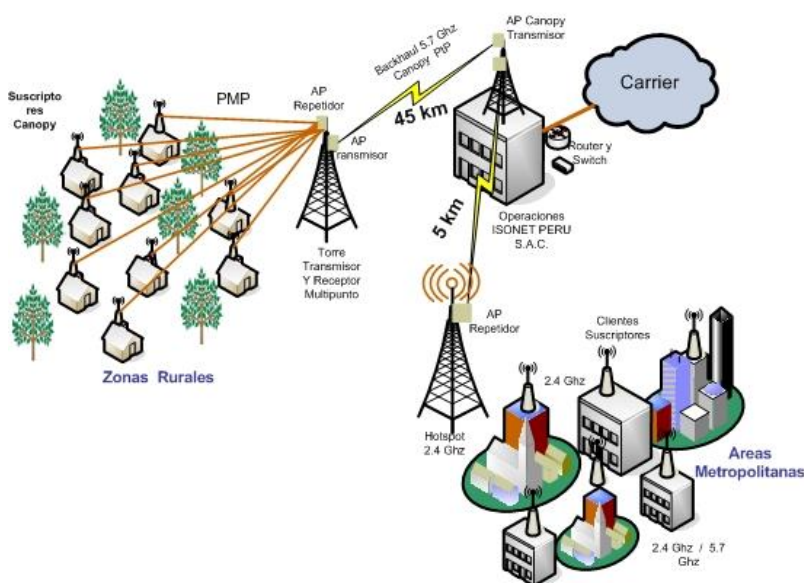 Suscripto
res
Canopy
PMP
AP
Repetidor
AP
Transmisor
Torre
Transmisor
Y Receptor
Multipunto
Zonas Rurales
Backhaul 5.7 Ghz
Canopy PtP
45 km
AP Canopy
Transmisor
Carrier
Router y
Switch
Operaciones
ISONET PERU
S.A.C.
5 km
AP
Repetidor
Hotspot
2.4 Ghz
Clientes
Suscriptores
2.4 Ghz
Areas
Metropolitanas
2.4 Ghz / 5.7
Ghz